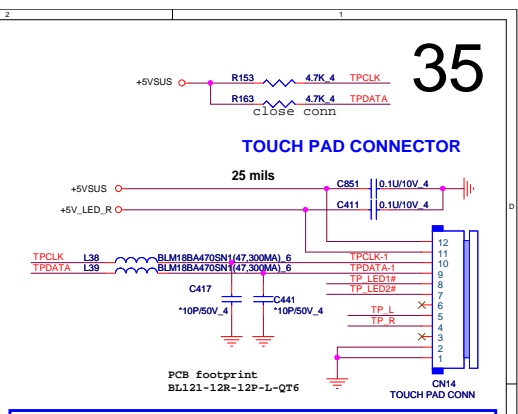 2 1
35
+5VSUS R153 4.7K_4 TPCLK
R163 4.7K_4 TPDATA
close conn
TOUCH PAD CONNECTOR
25 mils
+5VSUS C851 0.1U/10V_4
+5V_LED_R C411 0.1U/10V_4
D
12
11
TPCLK L38 BLM18BA470SN1(47,300MA)_6 TPCLK-1 10
TPDATA L39 BLM18BA470SN1(47,300MA)_6 TPDATA-1 9
TP_LED1# 8
TP_LED2# 7
6
TP_L 5
TP_R 4
3
2
1
C417 C441
*10P/50V_4 *10P/50V_4
PCB footprint
BL121-12R-12P-L-QT6
CN14
TOUCH PAD CONN